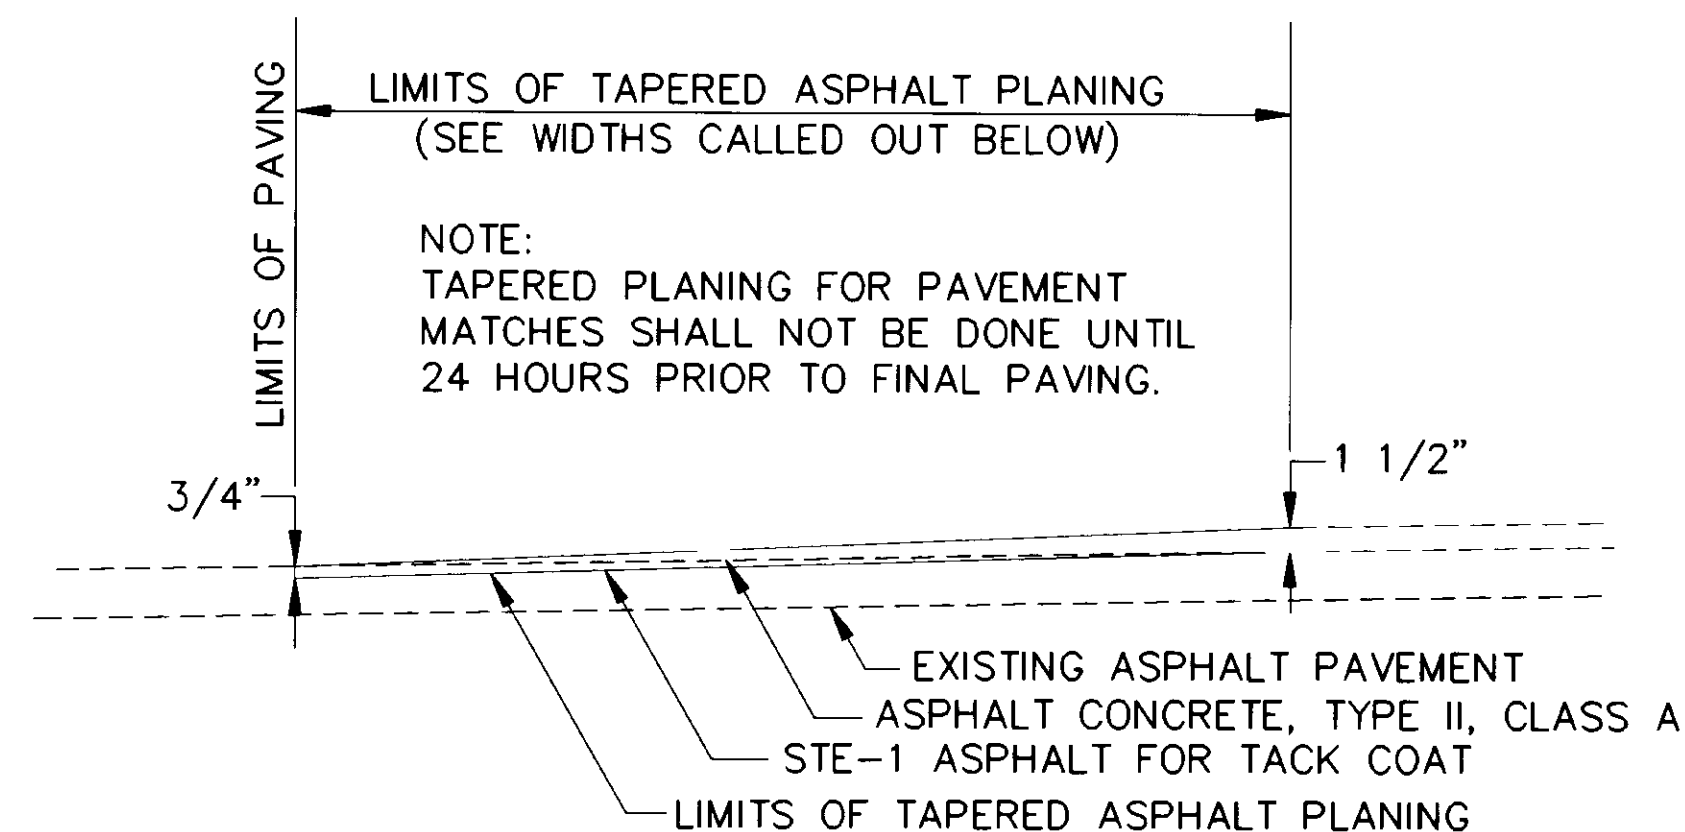 LIMITS OF PAVING
LIMITS OF TAPERED ASPHALT PLANING
(SEE WIDTHS CALLED OUT BELOW)
NOTE:
TAPERED PLANING FOR PAVEMENT
MATCHES SHALL NOT BE DONE UNTIL
24 HOURS PRIOR TO FINAL PAVING.
3/4"
1 1/2"
EXISTING ASPHALT PAVEMENT
ASPHALT CONCRETE, TYPE II, CLASS A
STE-1 ASPHALT FOR TACK COAT
LIMITS OF TAPERED ASPHALT PLANING